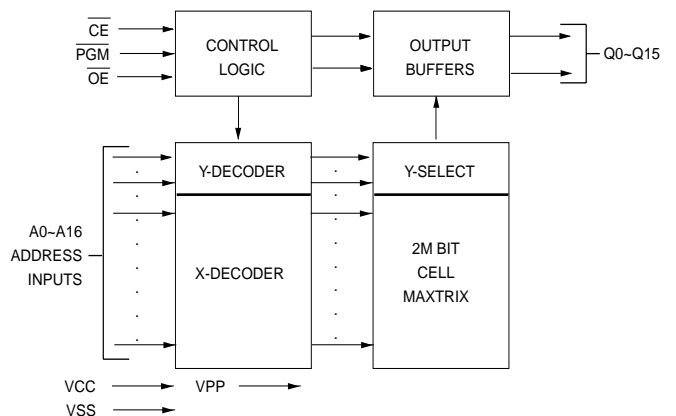 CE
PGM
OE
CONTROL
LOGIC
OUTPUT
BUFFERS
Q0~Q15
A0~A16
ADDRESS
INPUTS
Y-DECODER
X-DECODER
Y-SELECT
2M BIT
CELL
MAXTRIX
VCC
VPP
VSS